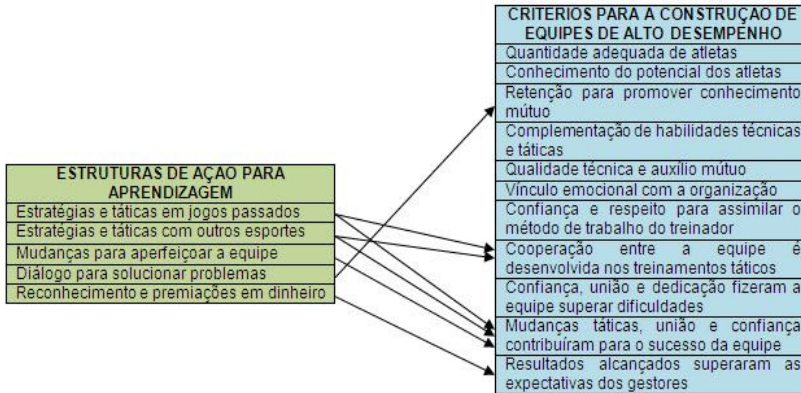 CRITERIOS PARA A CONSTRUÇAO DE
EQUIPES DE ALTO DESEMPENHO
Quantidade adequada de atletas
Conhecimento do potencial dos atletas
Retenção para promover conhecimento
mútuo
Complementação de habilidades técnicas
e táticas
Qualidade técnica e auxílio mútuo
Vínculo emocional com a organização
Confiança e respeito para assimilar o
método de trabalho do treinador
Cooperação entre a equipe é
desenvolvida nos treinamentos táticos
Confiança, união e dedicação fizeram a
equipe superar dificuldades
Mudanças táticas, união e confiança
contribuíram para o sucesso da equipe
Resultados alcançados superaram as
expectativas dos gestores
ESTRUTURAS DE AÇAO PARA
APRENDIZAGEM
Estratégias e táticas em jogos passados
Estratégias e táticas com outros esportes
Mudanças para aperfeiçoar a equipe
Diálogo para solucionar problemas
Reconhecimento e premiações em dinheiro